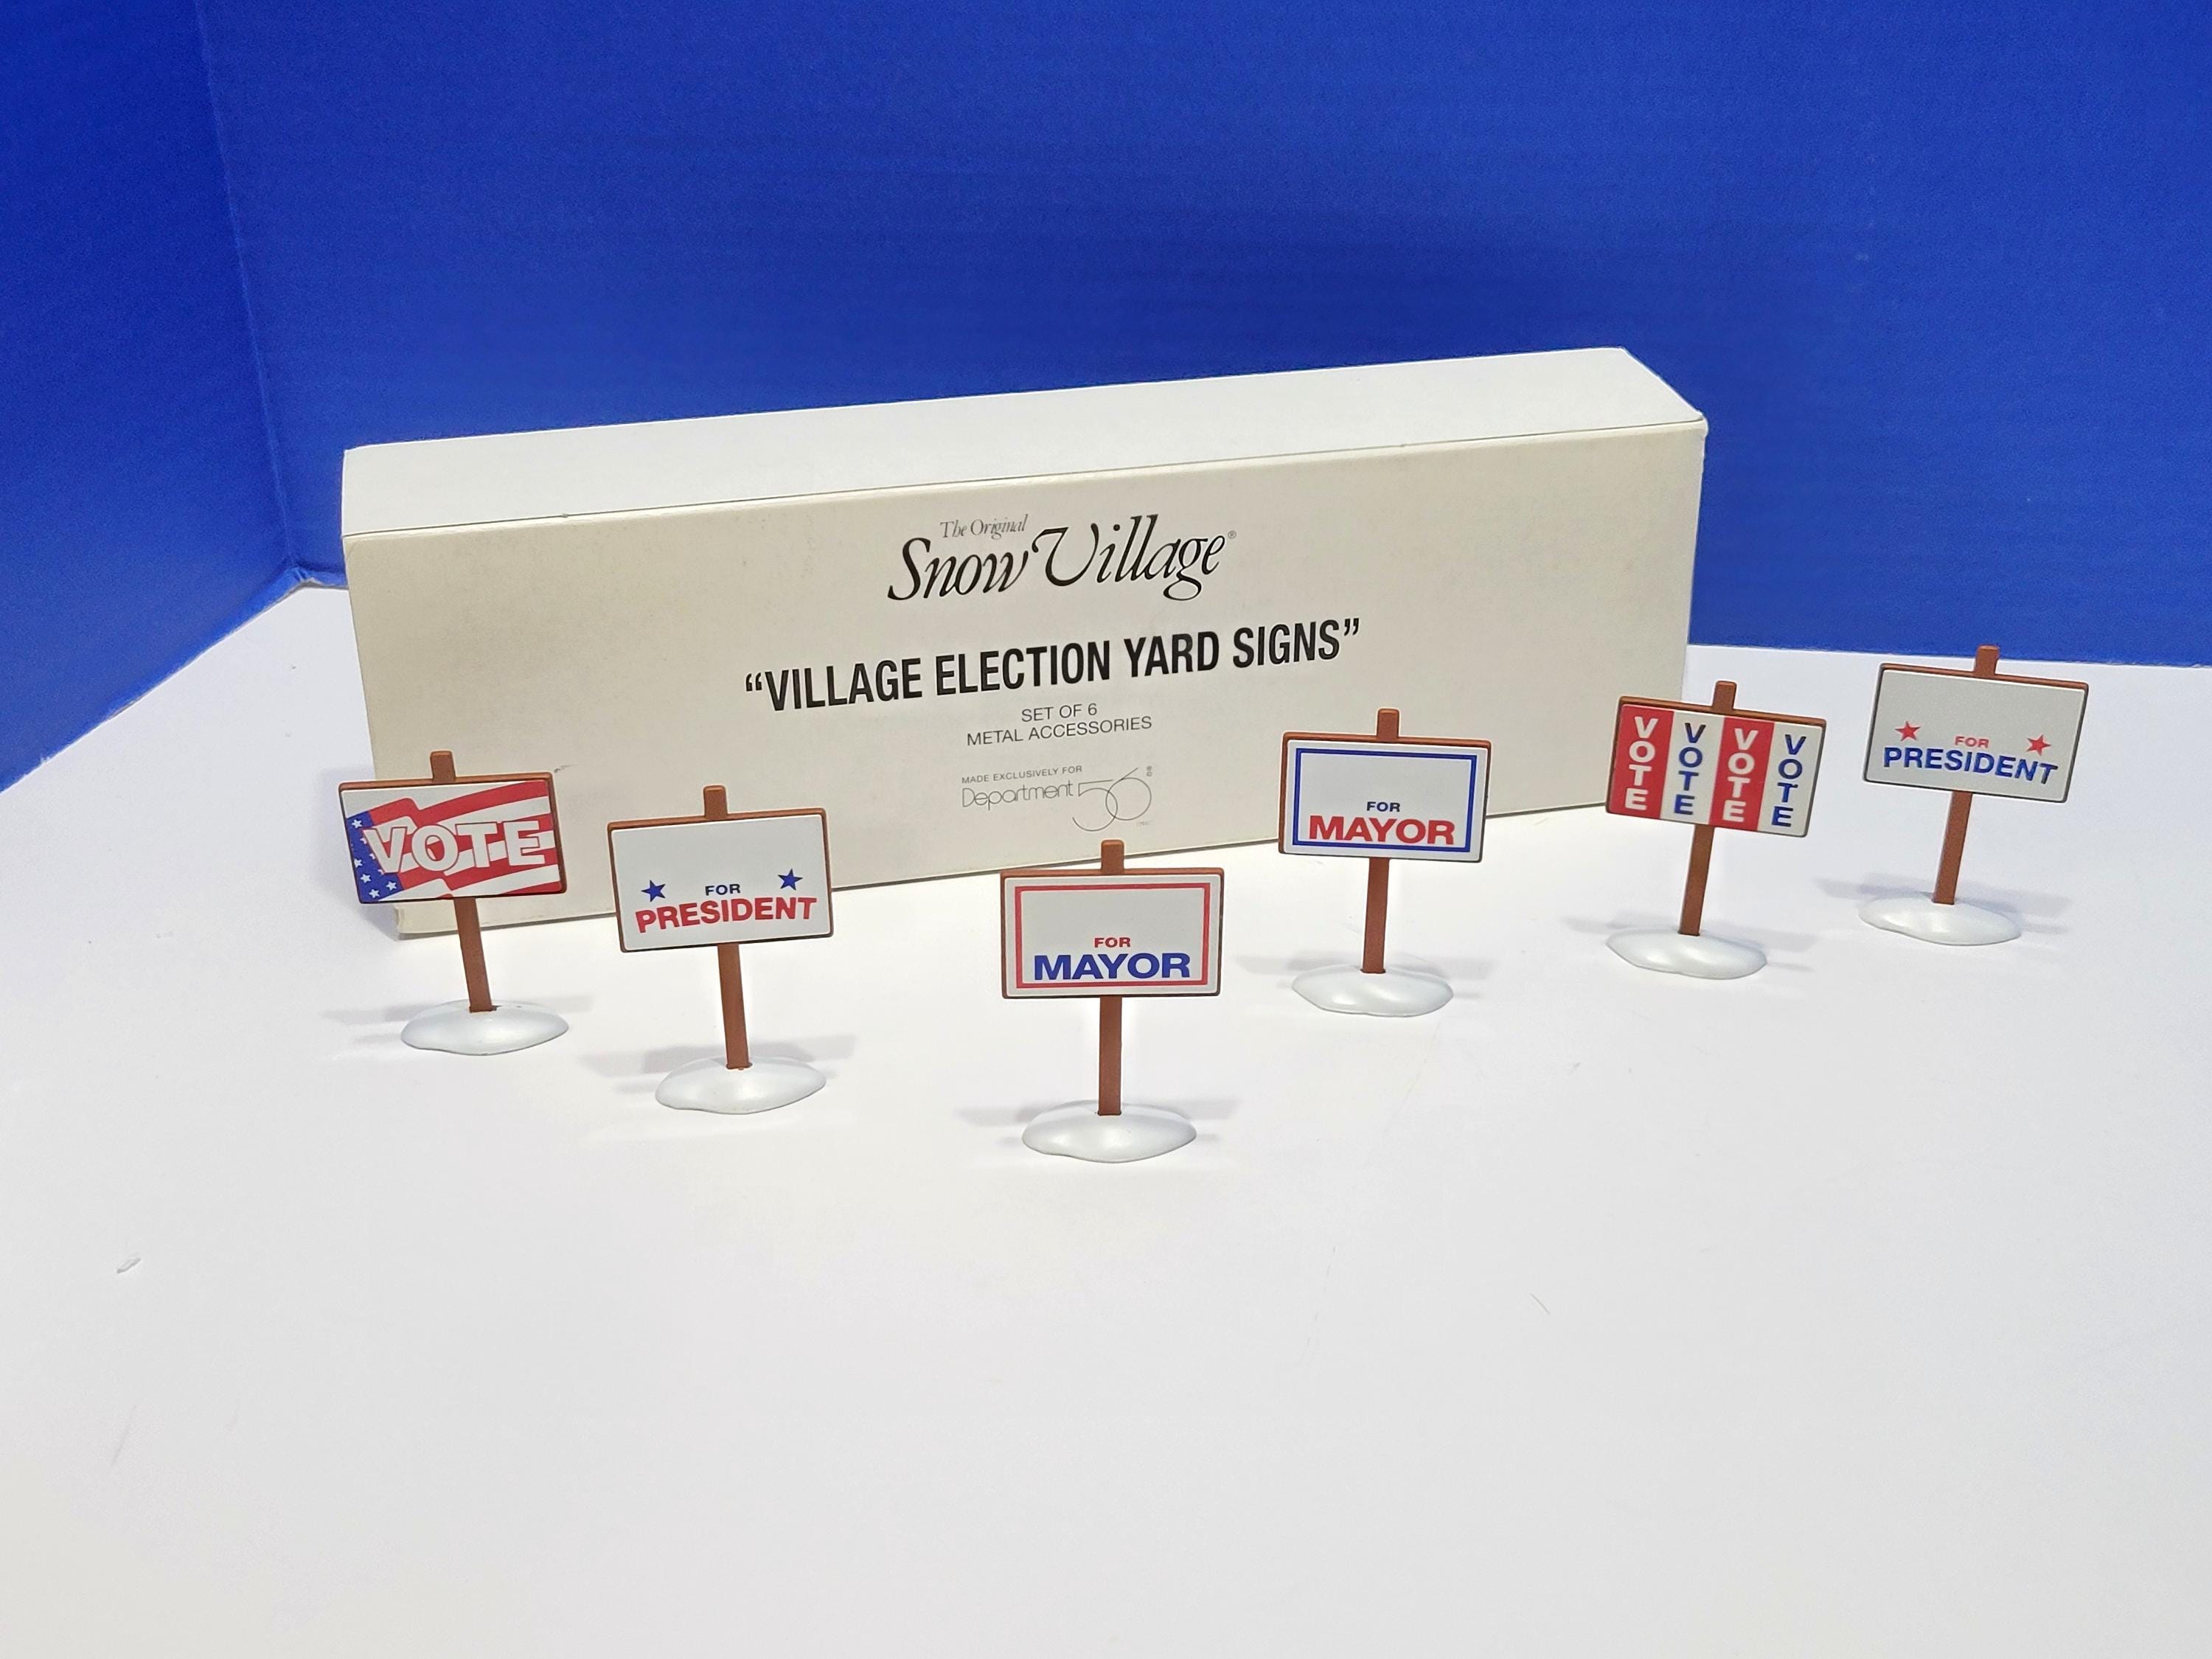 The Original
Snow Village®
“VILLAGE ELECTION YARD SIGNS”
SET OF 6
METAL ACCESSORIES
MADE EXCLUSIVELY FOR
Department 56
VOTE
FOR
PRESIDENT
FOR
MAYOR
FOR
MAYOR
VOTE
VOTE
VOTE
VOTE
FOR
PRESIDENT